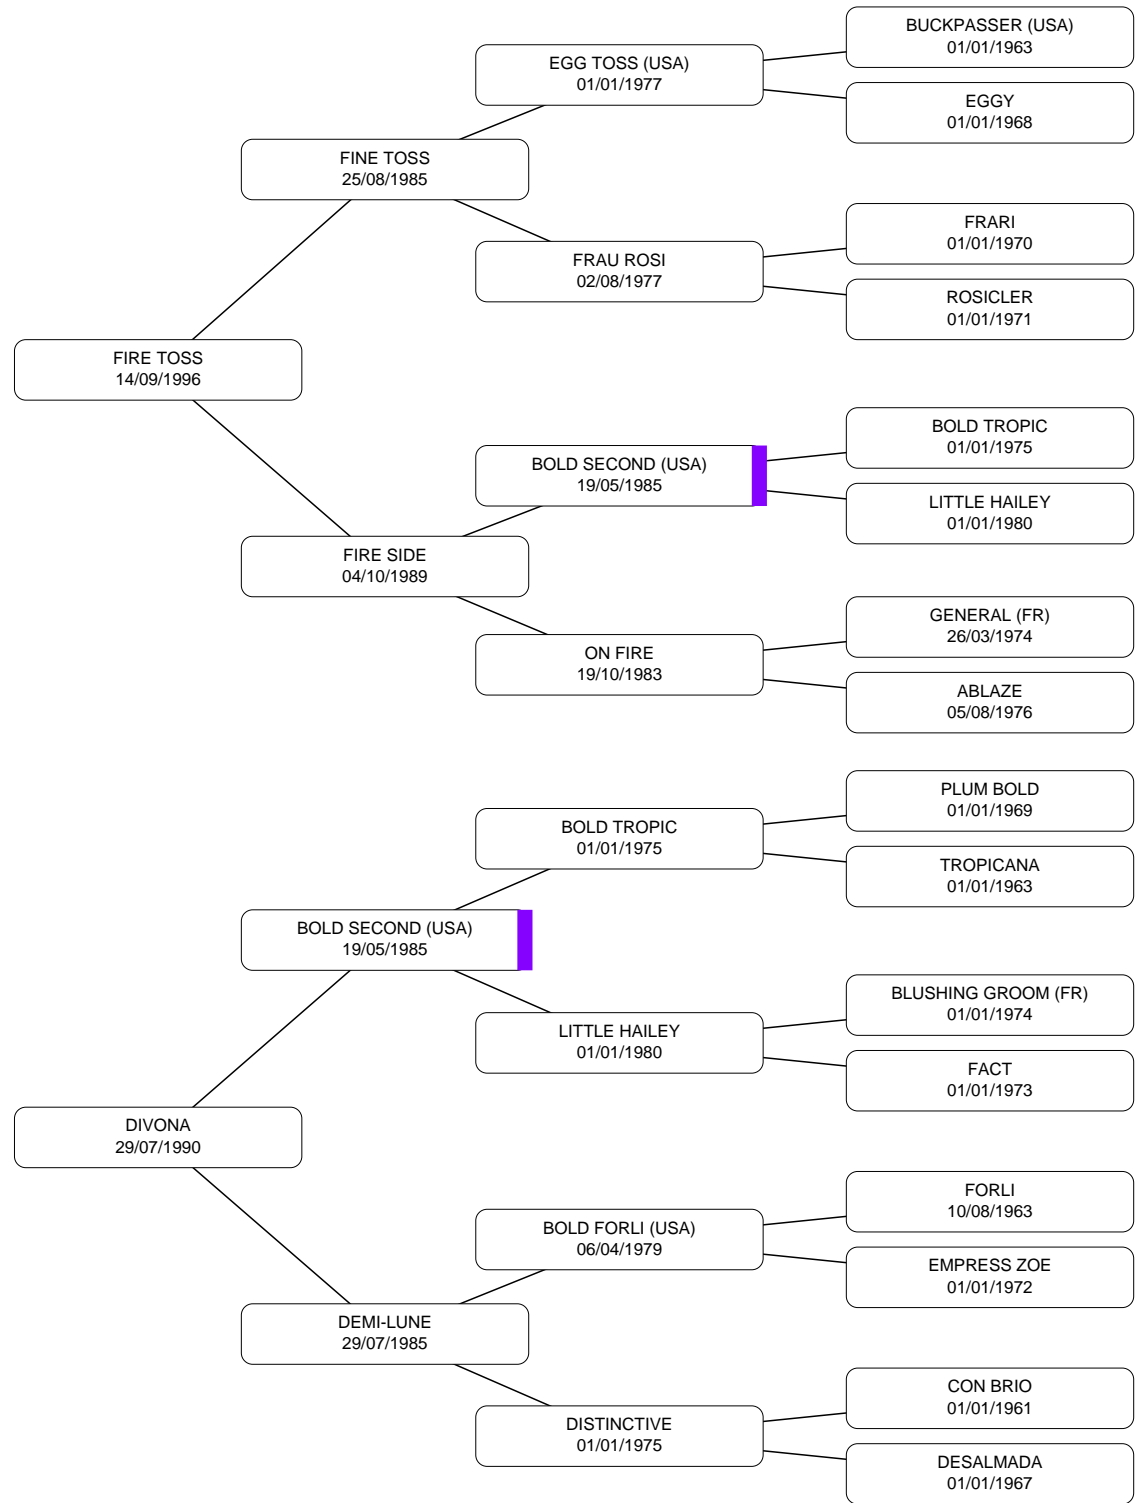 BUCKPASSER (USA)
01/01/1963
EGG TOSS (USA)
01/01/1977
EGGY
01/01/1968
FINE TOSS
25/08/1985
FRARI
01/01/1970
FRAU ROSI
02/08/1977
ROSICLER
01/01/1971
FIRE TOSS
14/09/1996
BOLD TROPIC
01/01/1975
BOLD SECOND (USA)
19/05/1985
LITTLE HAILEY
01/01/1980
FIRE SIDE
04/10/1989
GENERAL (FR)
26/03/1974
ON FIRE
19/10/1983
ABLAZE
05/08/1976
PLUM BOLD
01/01/1969
BOLD TROPIC
01/01/1975
TROPICANA
01/01/1963
BOLD SECOND (USA)
19/05/1985
BLUSHING GROOM (FR)
01/01/1974
LITTLE HAILEY
01/01/1980
FACT
01/01/1973
DIVONA
29/07/1990
FORLI
10/08/1963
BOLD FORLI (USA)
06/04/1979
EMPRESS ZOE
01/01/1972
DEMI-LUNE
29/07/1985
CON BRIO
01/01/1961
DISTINCTIVE
01/01/1975
DESALMADA
01/01/1967